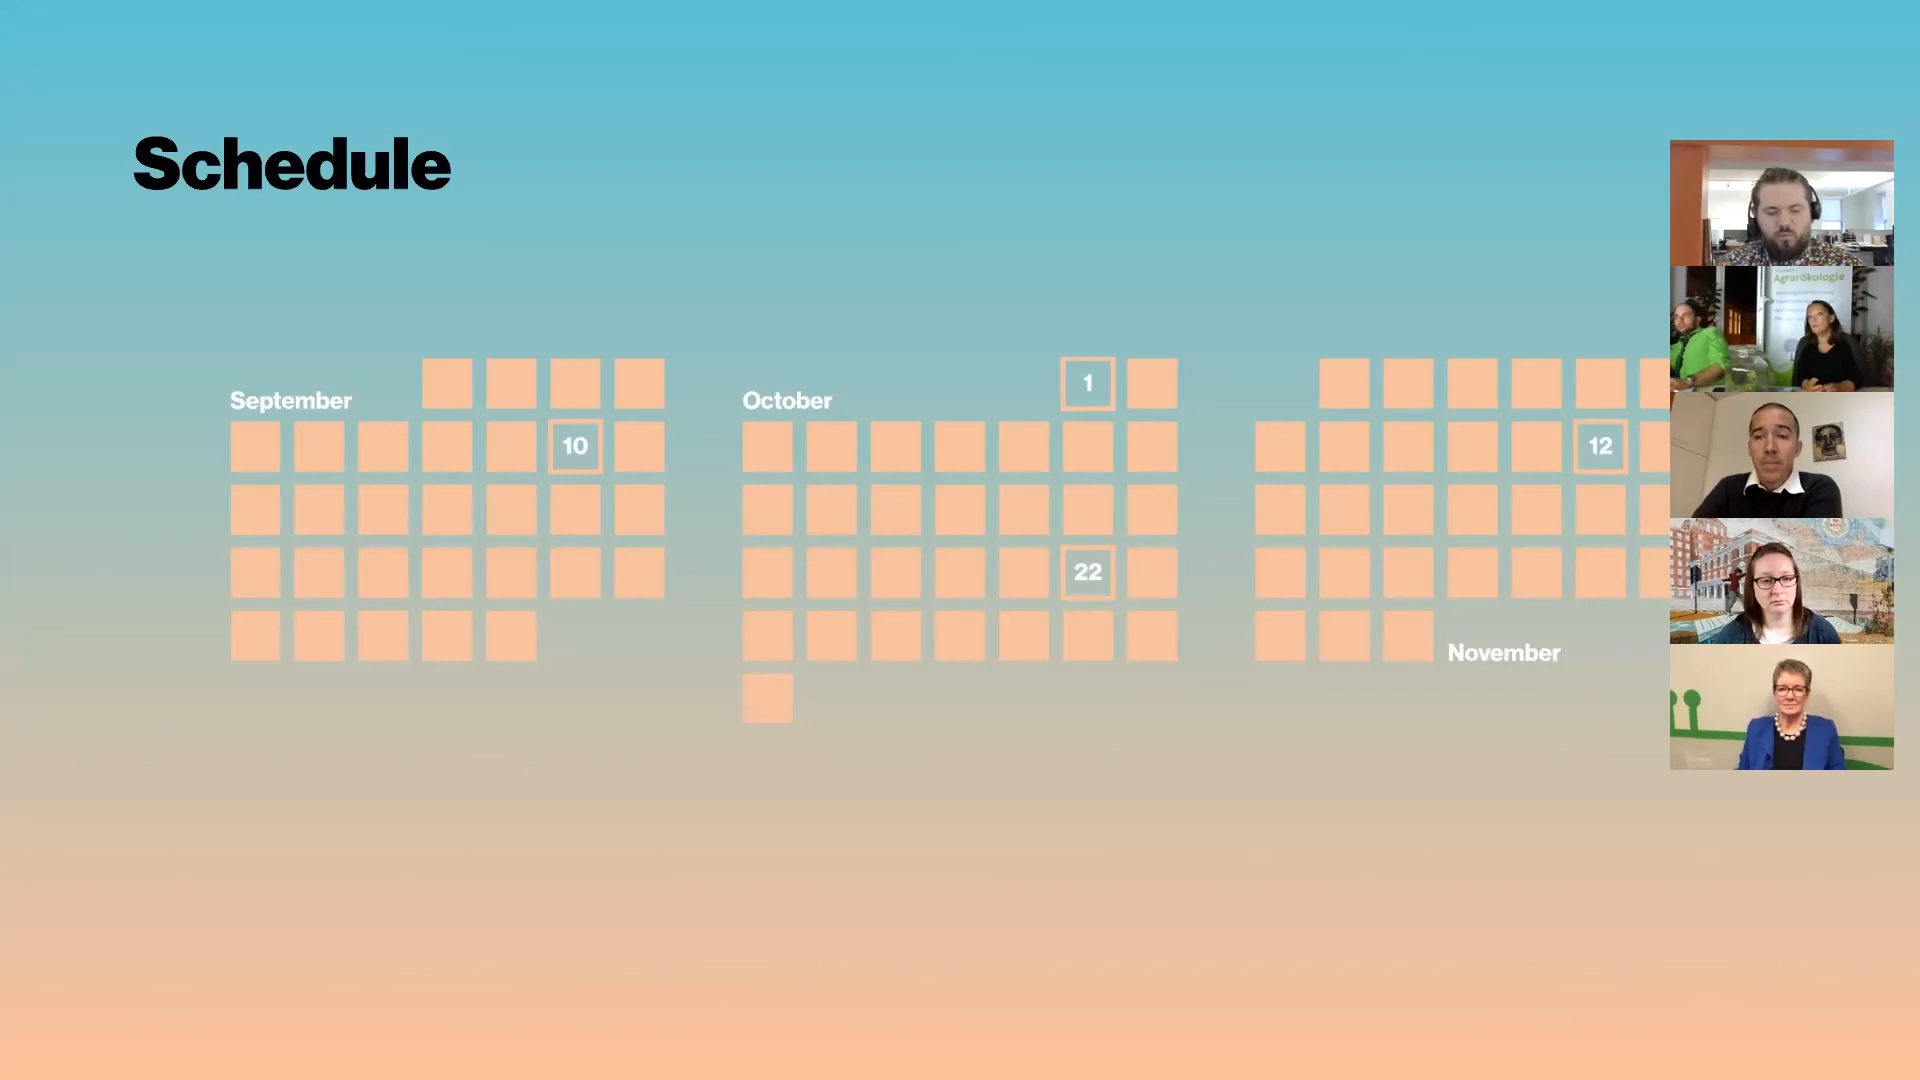 Schedule
September
10
October
1
22
12
November
Agrarökologie